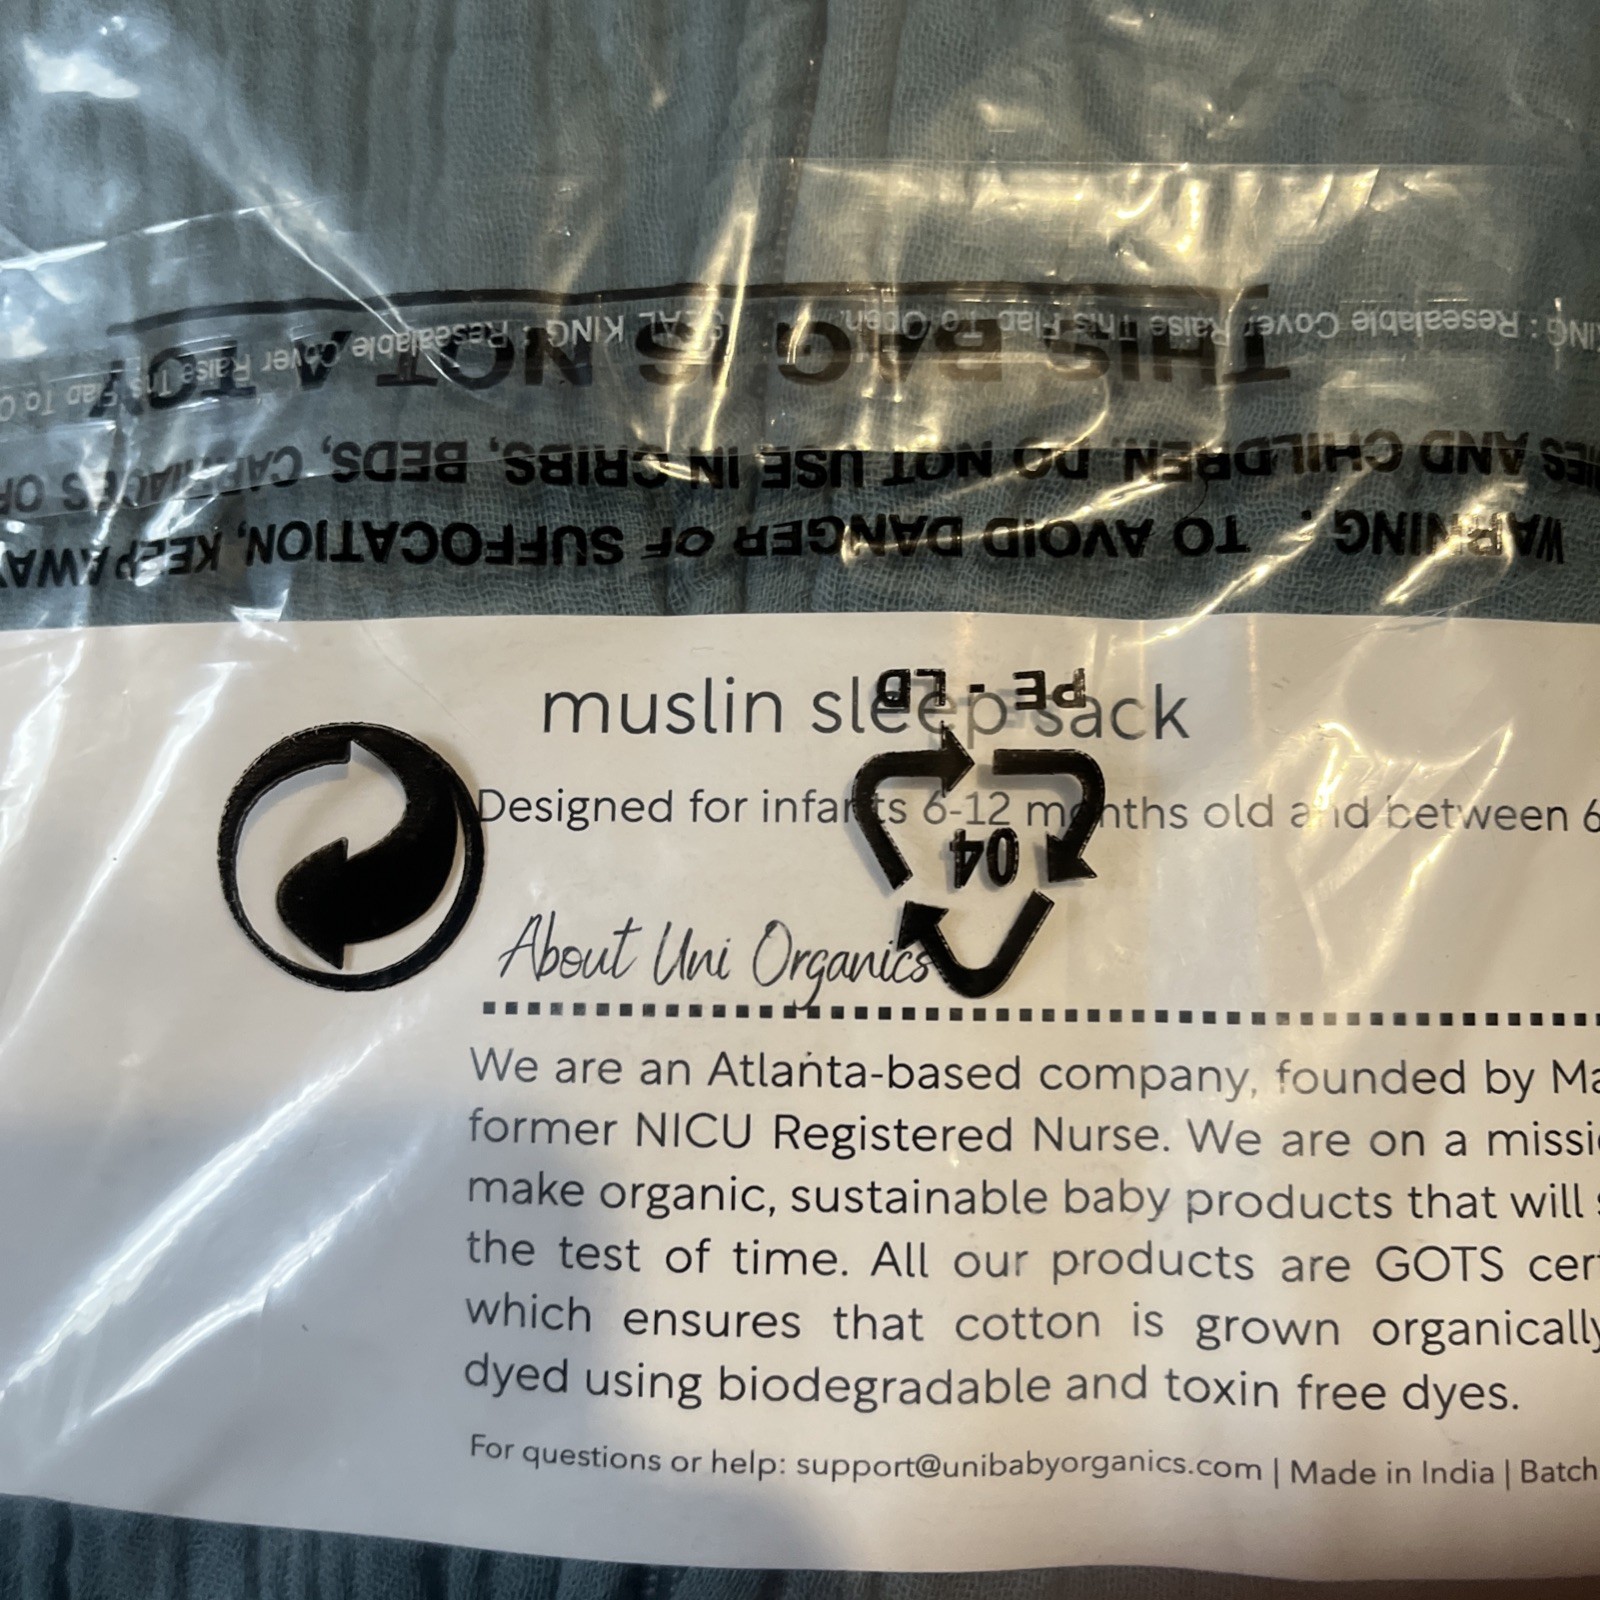 SEAL KING : Resealable Cover Raise This Flap To Open.
KING : Resealable Cover Raise This Flap To O
THIS BAG IS NOT A TOY
IES AND CHILDREN. DO NOT USE IN CRIBS, BEDS, CARRIAGES OR
WARNING : TO AVOID DANGER OF SUFFOCATION, KEEP AWAY
muslin sleep sack
PE - LD
04
Designed for infants 6-12 months old and between 6
About Uni Organics
We are an Atlanta-based company, founded by Ma
former NICU Registered Nurse. We are on a missi
make organic, sustainable baby products that will s
the test of time. All our products are GOTS cert
which ensures that cotton is grown organically
dyed using biodegradable and toxin free dyes.
For questions or help: support@unibabyorganics.com | Made in India | Batch